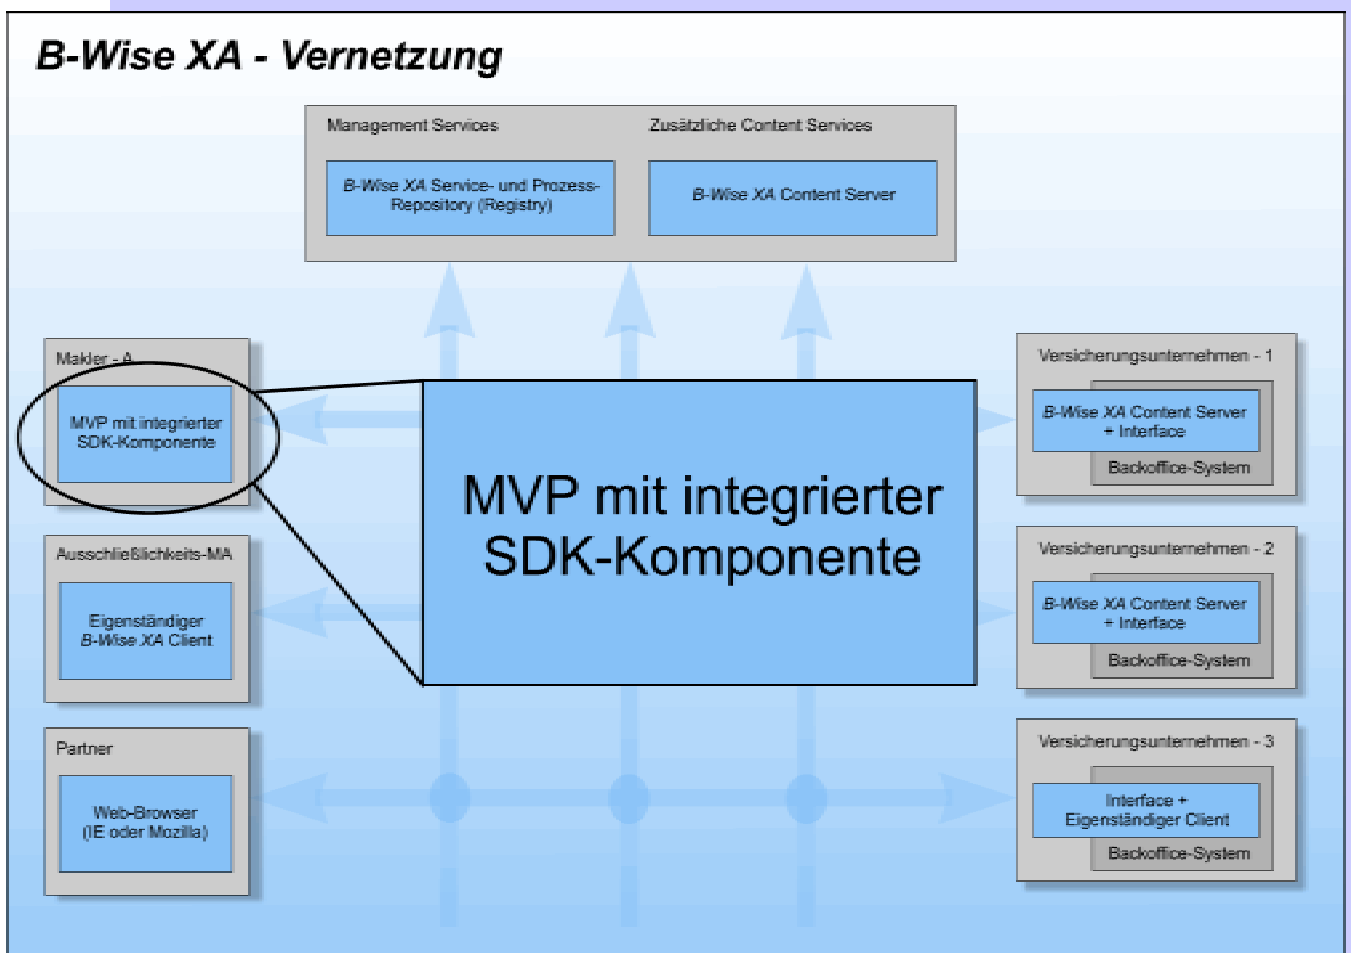 B-Wise XA - Vernetzung
Management Services
Zusätzliche Content Services
B-Wise XA Service- und Prozess-
Repository (Registry)
B-Wise XA Content Server
Makler - A
MVP mit integrierter
SDK-Komponente
MVP mit integrierter
SDK-Komponente
Versicherungsunternehmen - 1
B-Wise XA Content Server
+ Interface
Backoffice-System
Ausschließlichkeits-MA
Eigenständiger
B-Wise XA Client
Versicherungsunternehmen - 2
B-Wise XA Content Server
+ Interface
Backoffice-System
Partner
Web-Browser
(IE oder Mozilla)
Versicherungsunternehmen - 3
Interface +
Eigenständiger Client
Backoffice-System